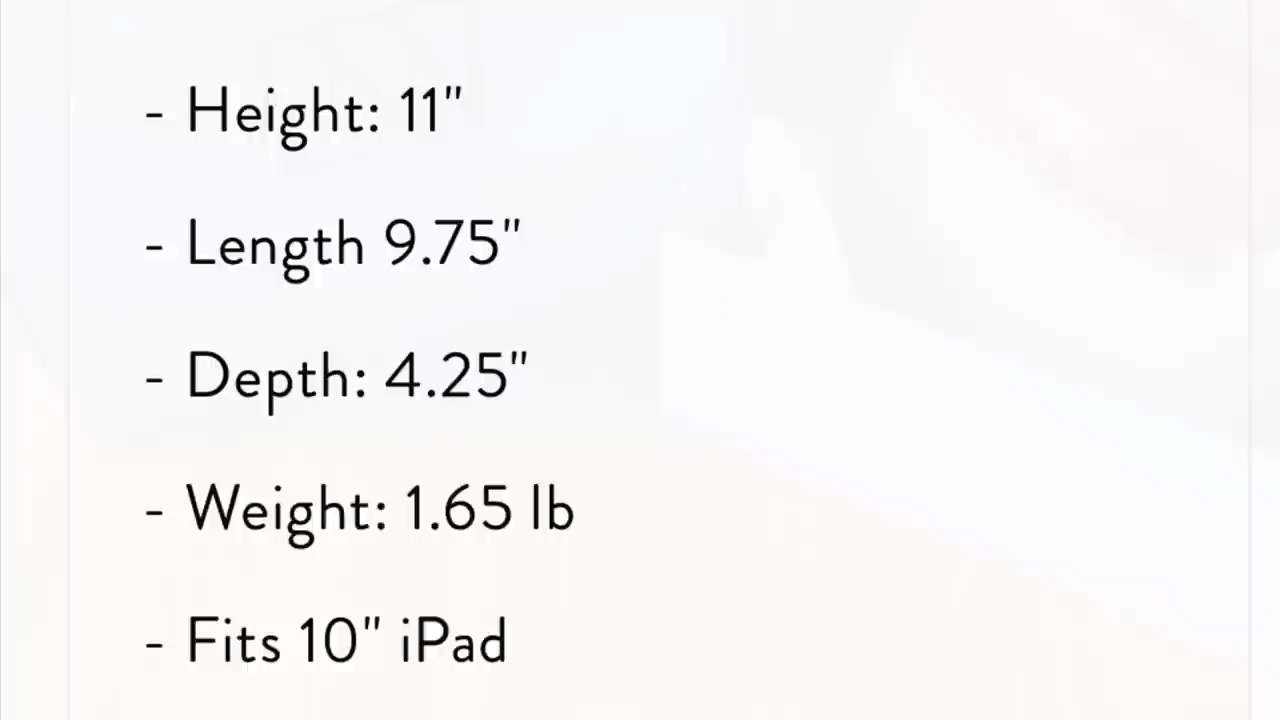 - Height: 11"
- Length 9.75"
- Depth: 4.25"
- Weight: 1.65 lb
- Fits 10" iPad